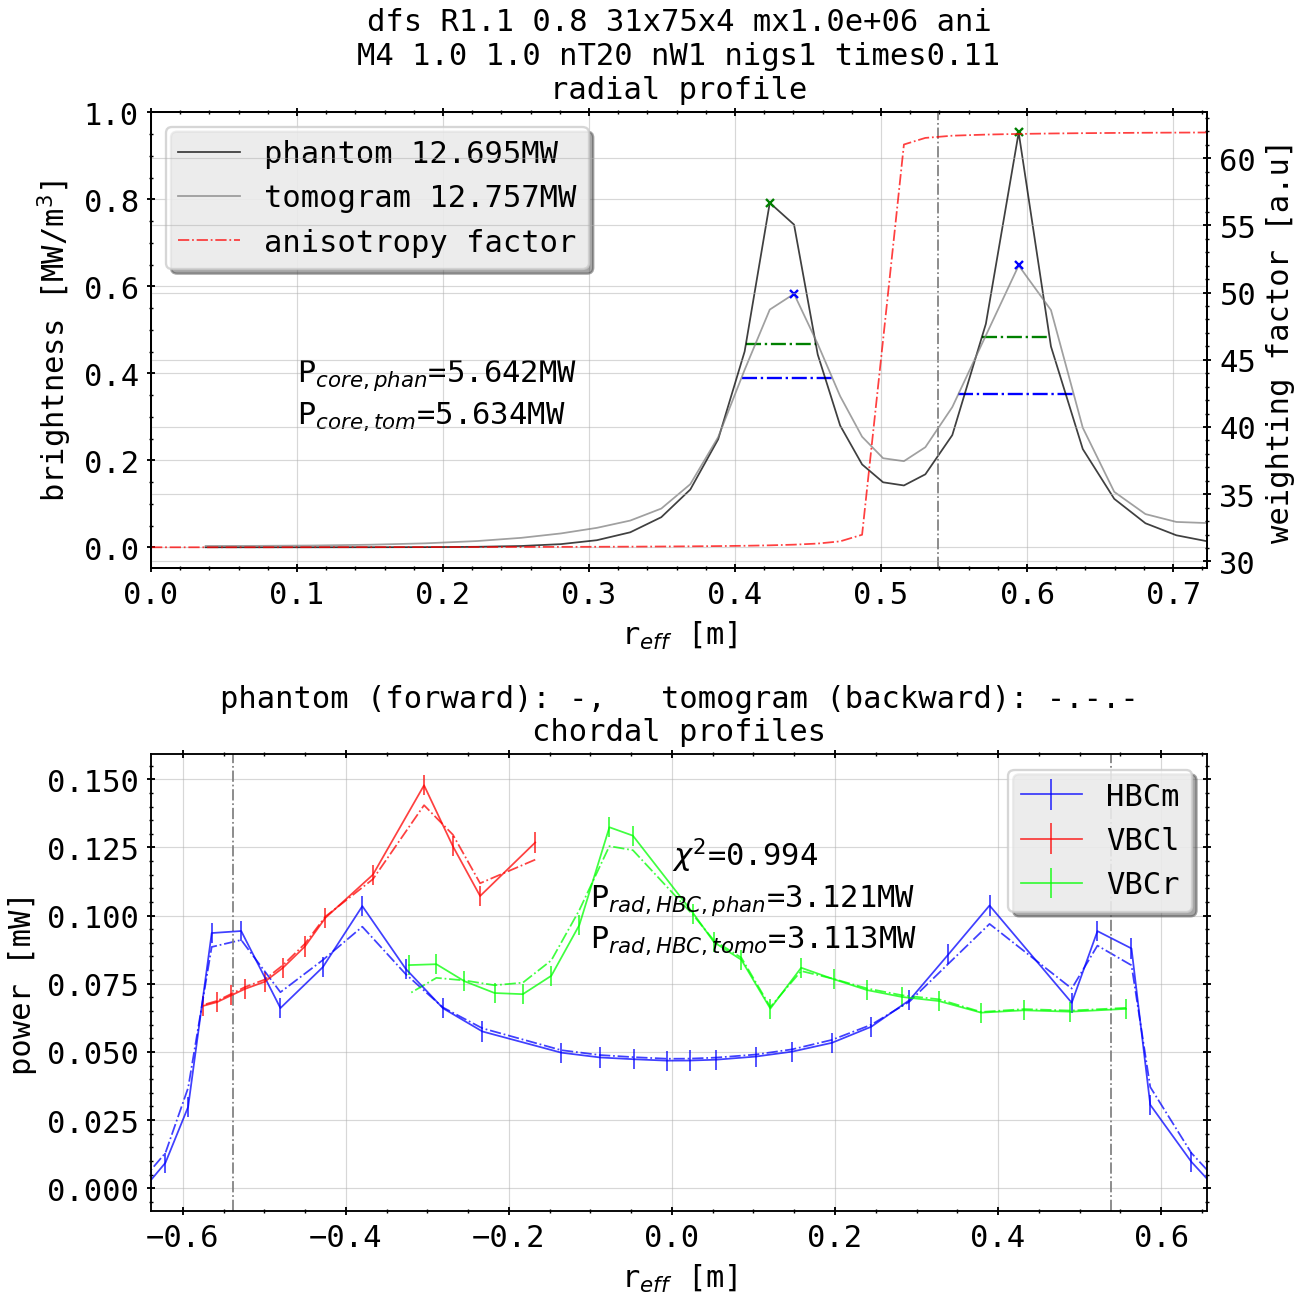 dfs R1.1 0.8 31x75x4 mx1.0e+06 ani
M4 1.0 1.0 nT20 nW1 nigs1 times0.11
radial profile
brightness [MW/m³]
1.0
0.8
0.6
0.4
0.2
0.0
phantom 12.695MW
tomogram 12.757MW
anisotropy factor
P_core,phan=5.642MW
P_core,tom=5.634MW
60
55
50
45
40
35
30
weighting factor [a.u]
0.0 0.1 0.2 0.3 0.4 0.5 0.6 0.7
r_eff [m]
phantom (forward): -,   tomogram (backward): -.-.-
chordal profiles
power [mW]
0.150
0.125
0.100
0.075
0.050
0.025
0.000
χ²=0.994
P_rad,HBC,phan=3.121MW
P_rad,HBC,tomo=3.113MW
HBCm
VBCl
VBCr
−0.6 −0.4 −0.2 0.0 0.2 0.4 0.6
r_eff [m]